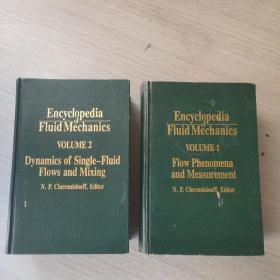 Encyclopedia
of
Fluid Mechanics
VOLUME 2
Dynamics of Single-Fluid
Flows and Mixing
N. P. Cheremisinoff, Editor
Encyclopedia
of
Fluid Mechanics
VOLUME 1
Flow Phenomena
and Measurement
N. P. Cheremisinoff, Editor